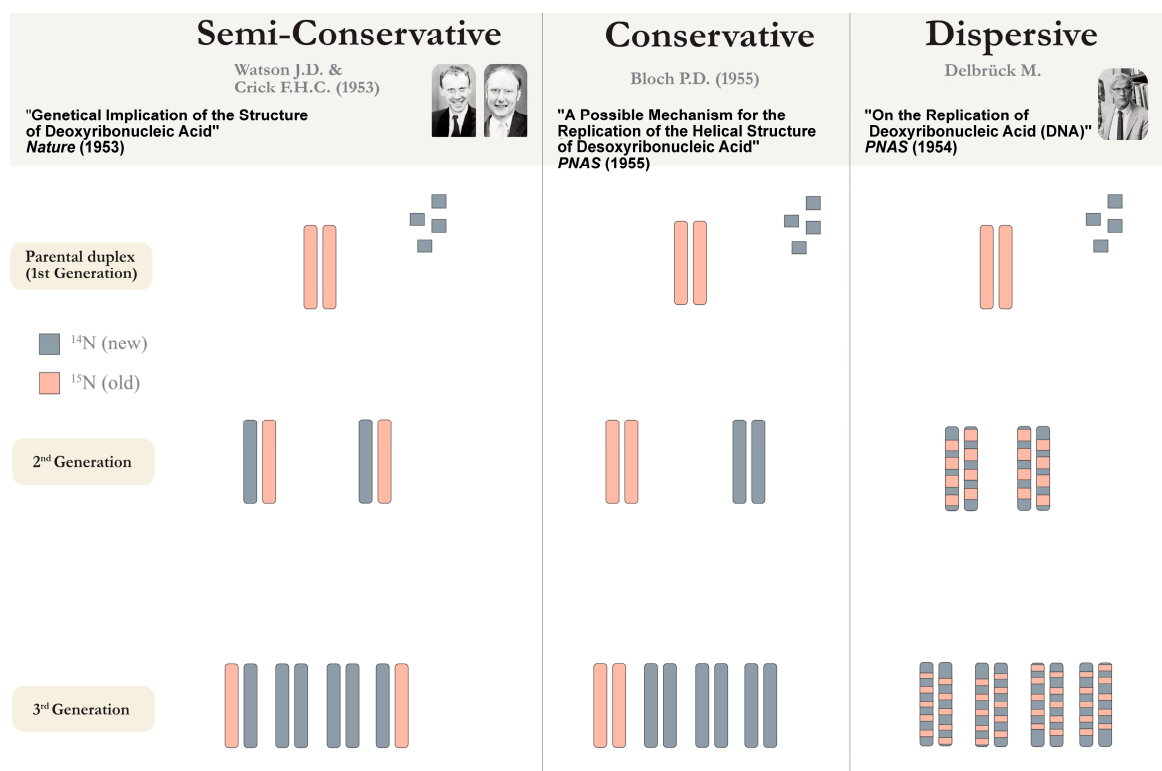 Semi-Conservative
Watson J.D. &
Crick F.H.C. (1953)
"Genetical Implication of the Structure
of Deoxyribonucleic Acid"
Nature (1953)
Conservative
Bloch P.D. (1955)
"A Possible Mechanism for the
Replication of the Helical Structure
of Desoxyribonucleic Acid"
PNAS (1955)
Dispersive
Delbrück M.
"On the Replication of
Deoxyribonucleic Acid (DNA)"
PNAS (1954)
Parental duplex
(1st Generation)
¹⁴N (new)
¹⁵N (old)
2ⁿᵈ Generation
3ʳᵈ Generation